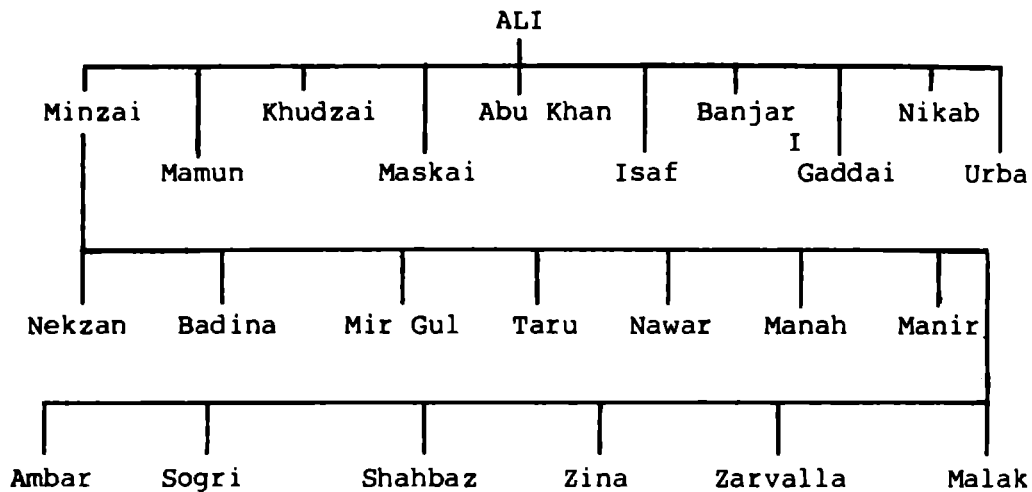 ALI
Minzai Khudzai Abu Khan Banjar Nikab
I
Mamun Maskai Isaf Gaddai Urba
Nekzan Badina Mir Gul Taru Nawar Manah Manir
Ambar Sogri Shahbaz Zina Zarvalla Malak